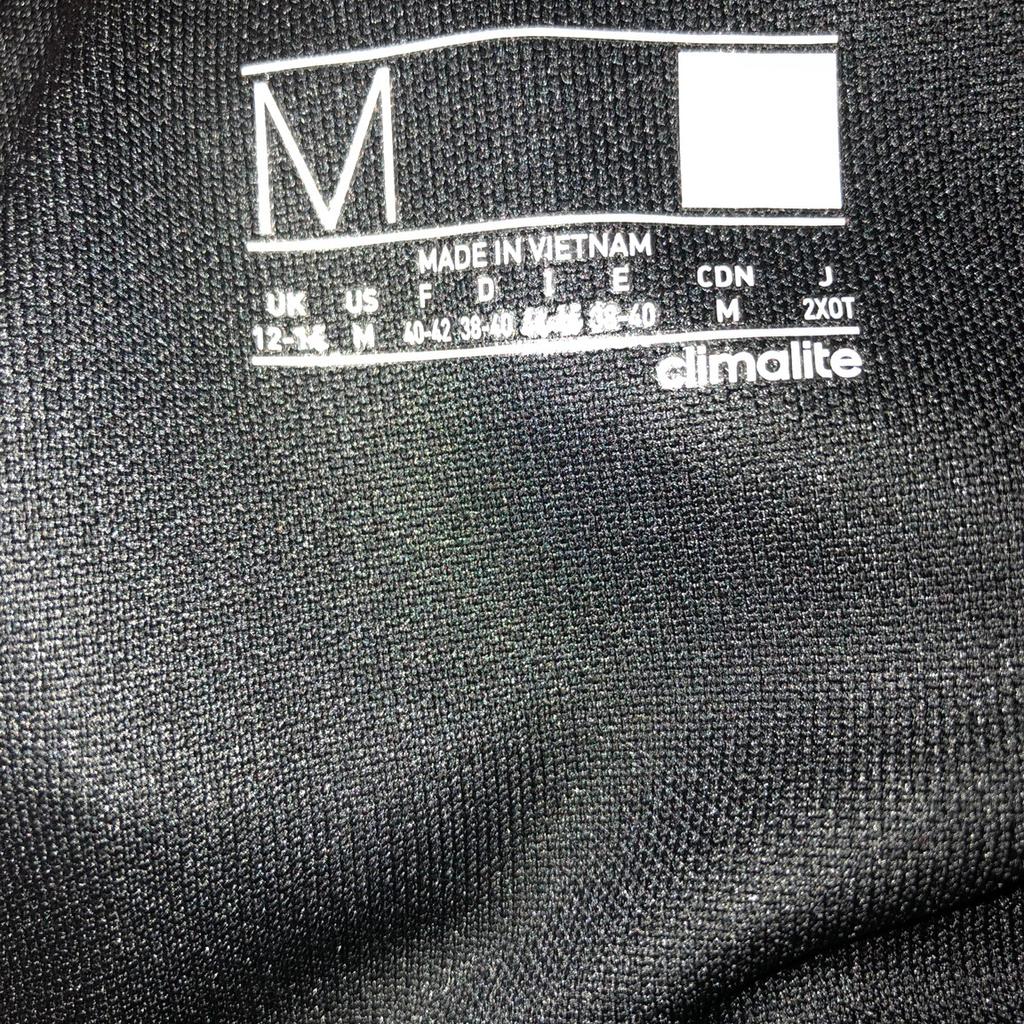 M
MADE IN VIETNAM
UK US F D I E CDN J
12-14 M 40-42 38-40 38-40 M 2XOT
climalite